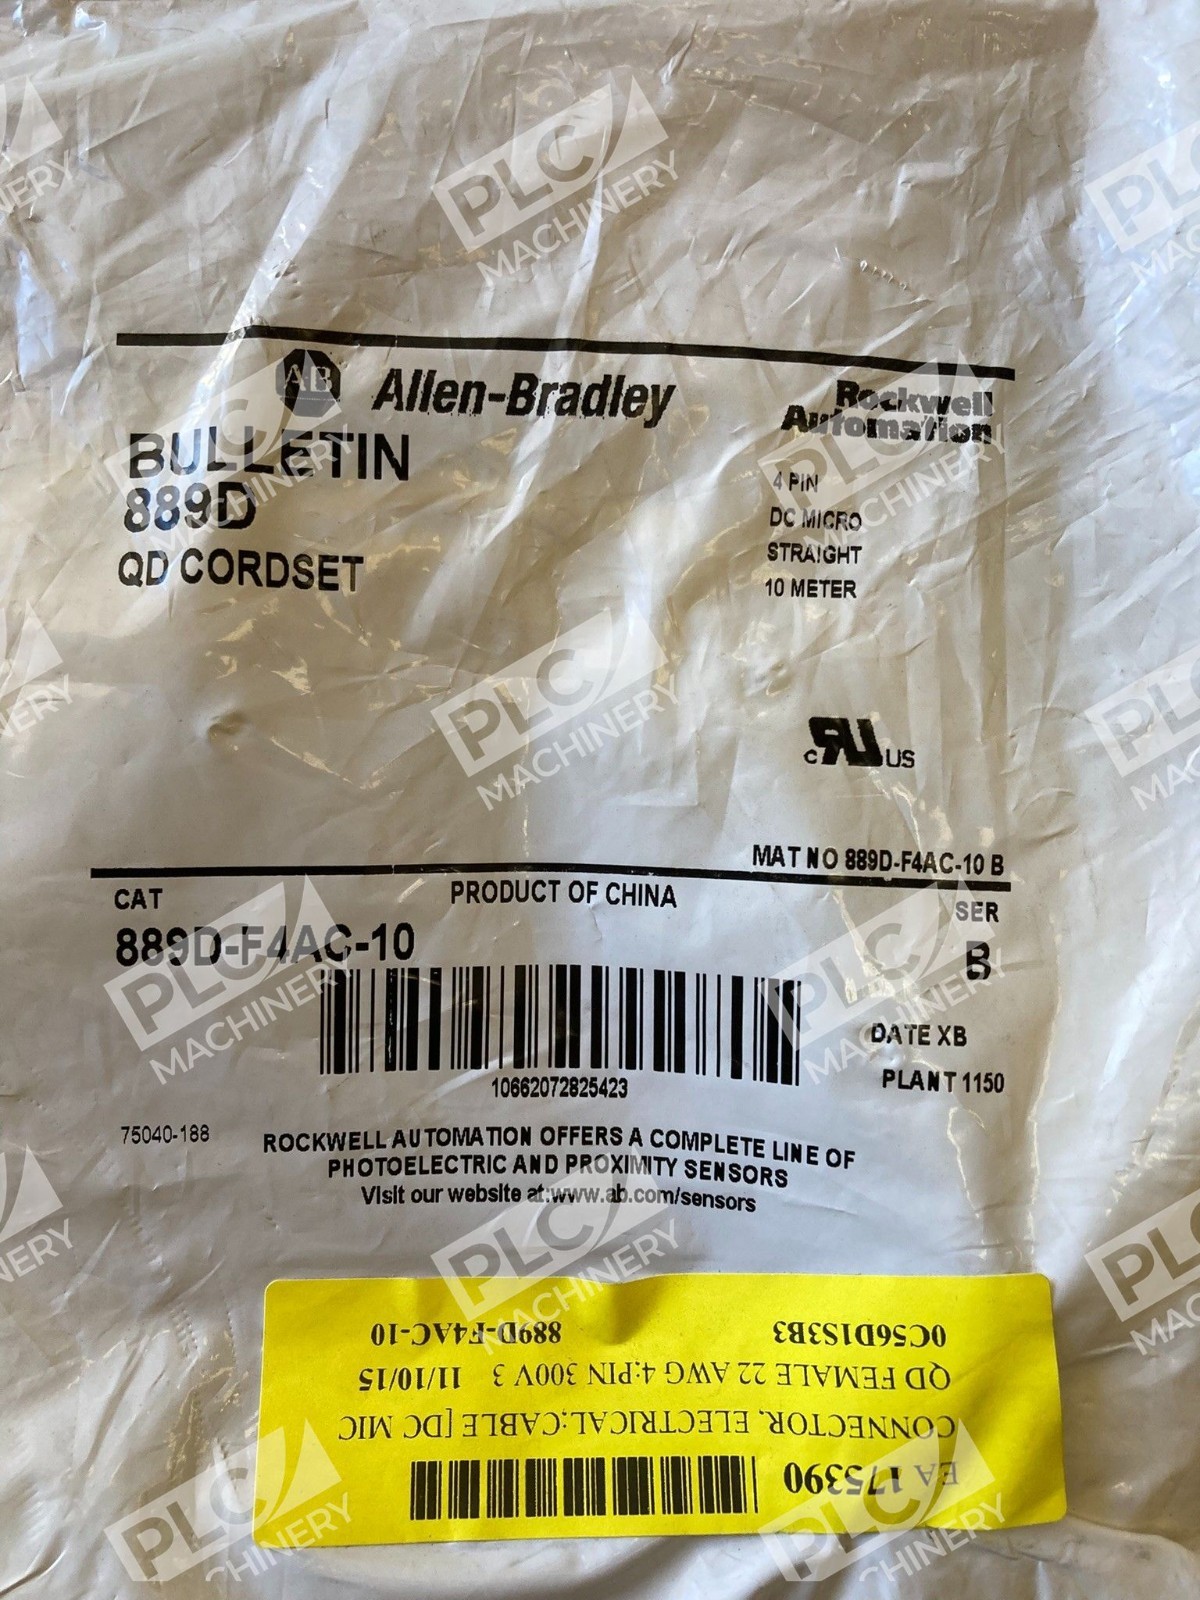 AB Allen-Bradley
Rockwell
Automation
BULLETIN
889D
QD CORDSET
4 PIN
DC MICRO
STRAIGHT
10 METER
c RU US
MAT NO 889D-F4AC-10 B
CAT
PRODUCT OF CHINA
SER
889D-F4AC-10
B
DATE XB
PLANT 1150
10662072825423
75040-188
ROCKWELL AUTOMATION OFFERS A COMPLETE LINE OF
PHOTOELECTRIC AND PROXIMITY SENSORS
Visit our website at:www.ab.com/sensors
EA 175390
CONNECTOR, ELECTRICAL;CABLE [DC MIC
QD FEMALE 22 AWG 4:PIN 300V 3 11/10/15
0C56D1S3B3 889D-F4AC-10
PLC
MACHINERY